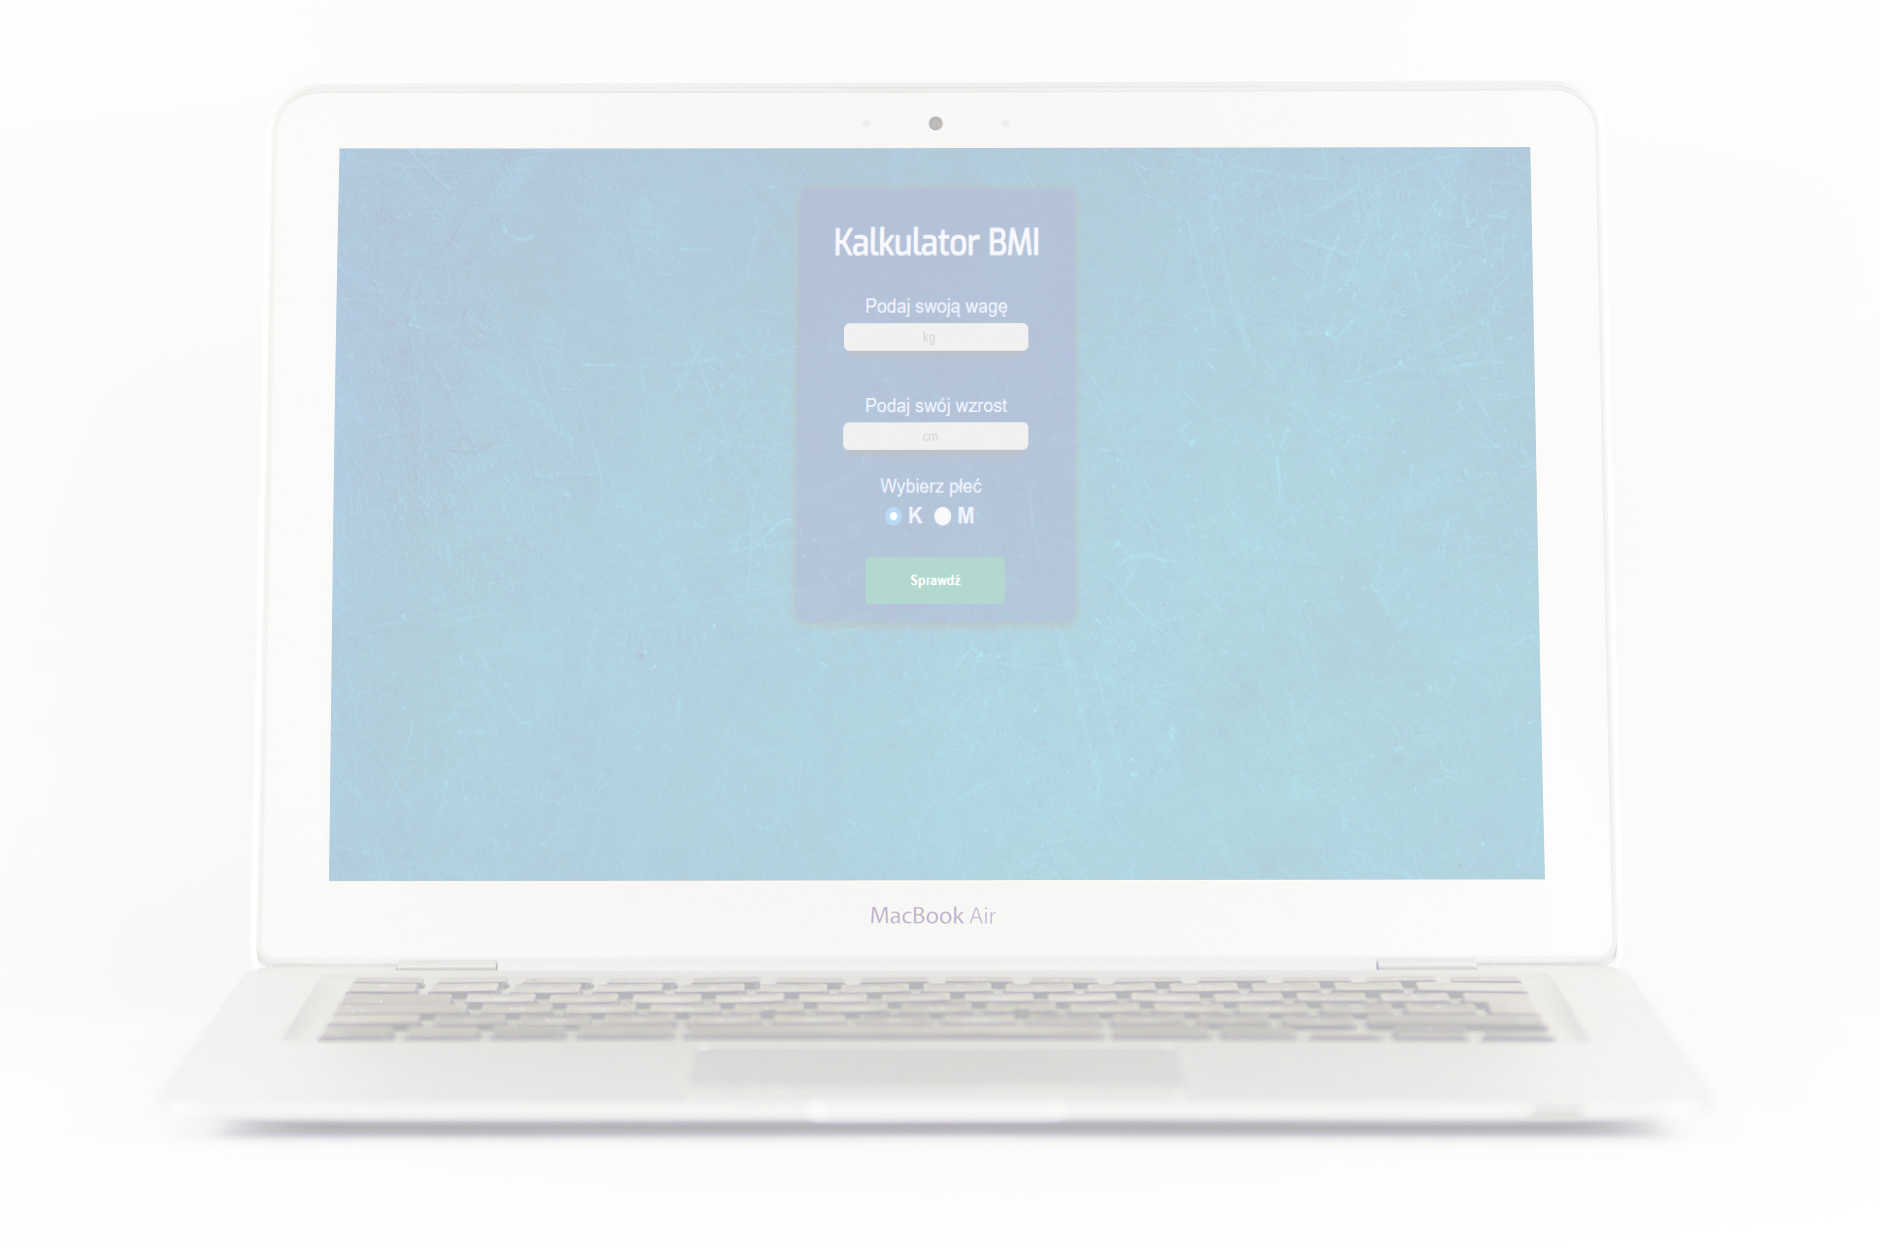 Kalkulator BMI
Podaj swoją wagę
kg
Podaj swój wzrost
cm
Wybierz płeć
K M
Sprawdź
MacBook Air